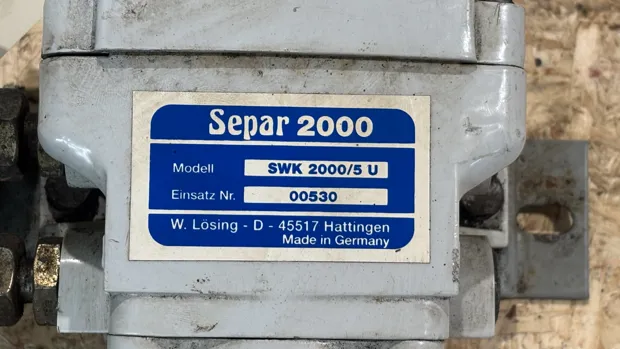 Separ 2000
Modell SWK 2000/5 U
Einsatz Nr. 00530
W. Lösing - D - 45517 Hattingen
Made in Germany